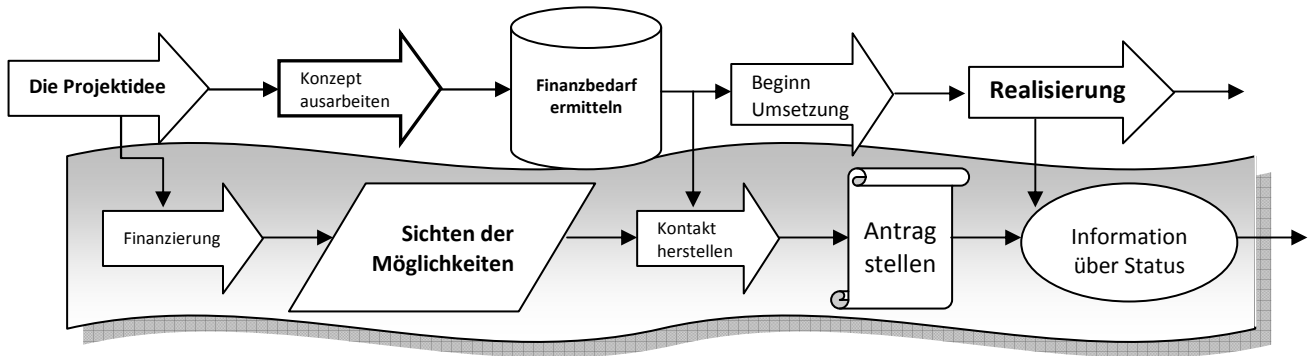 Die Projektidee
Konzept
ausarbeiten
Finanzbedarf
ermitteln
Beginn
Umsetzung
Realisierung
Finanzierung
Sichten der
Möglichkeiten
Kontakt
herstellen
Antrag
stellen
Information
über Status